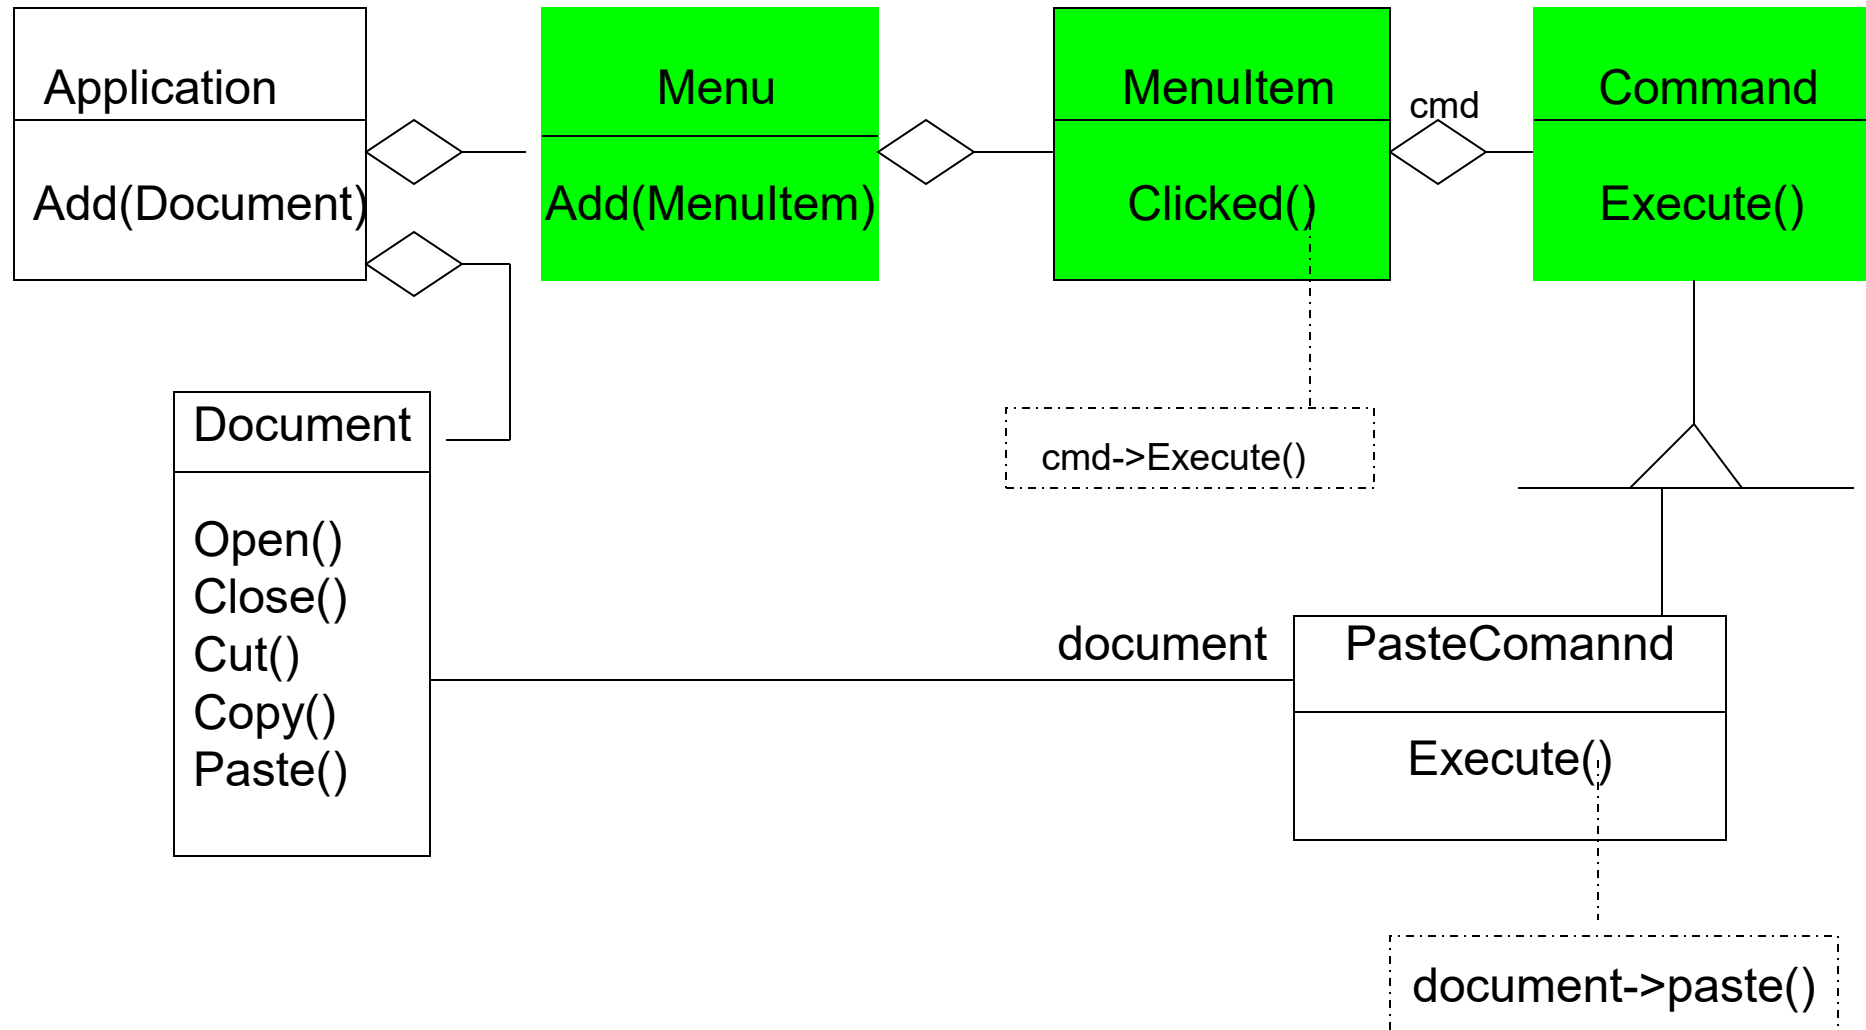 Application
Add(Document)
Menu
Add(MenuItem)
MenuItem
Clicked()
cmd
Command
Execute()
cmd->Execute()
Document
Open()
Close()
Cut()
Copy()
Paste()
document
PasteComannd
Execute()
document->paste()